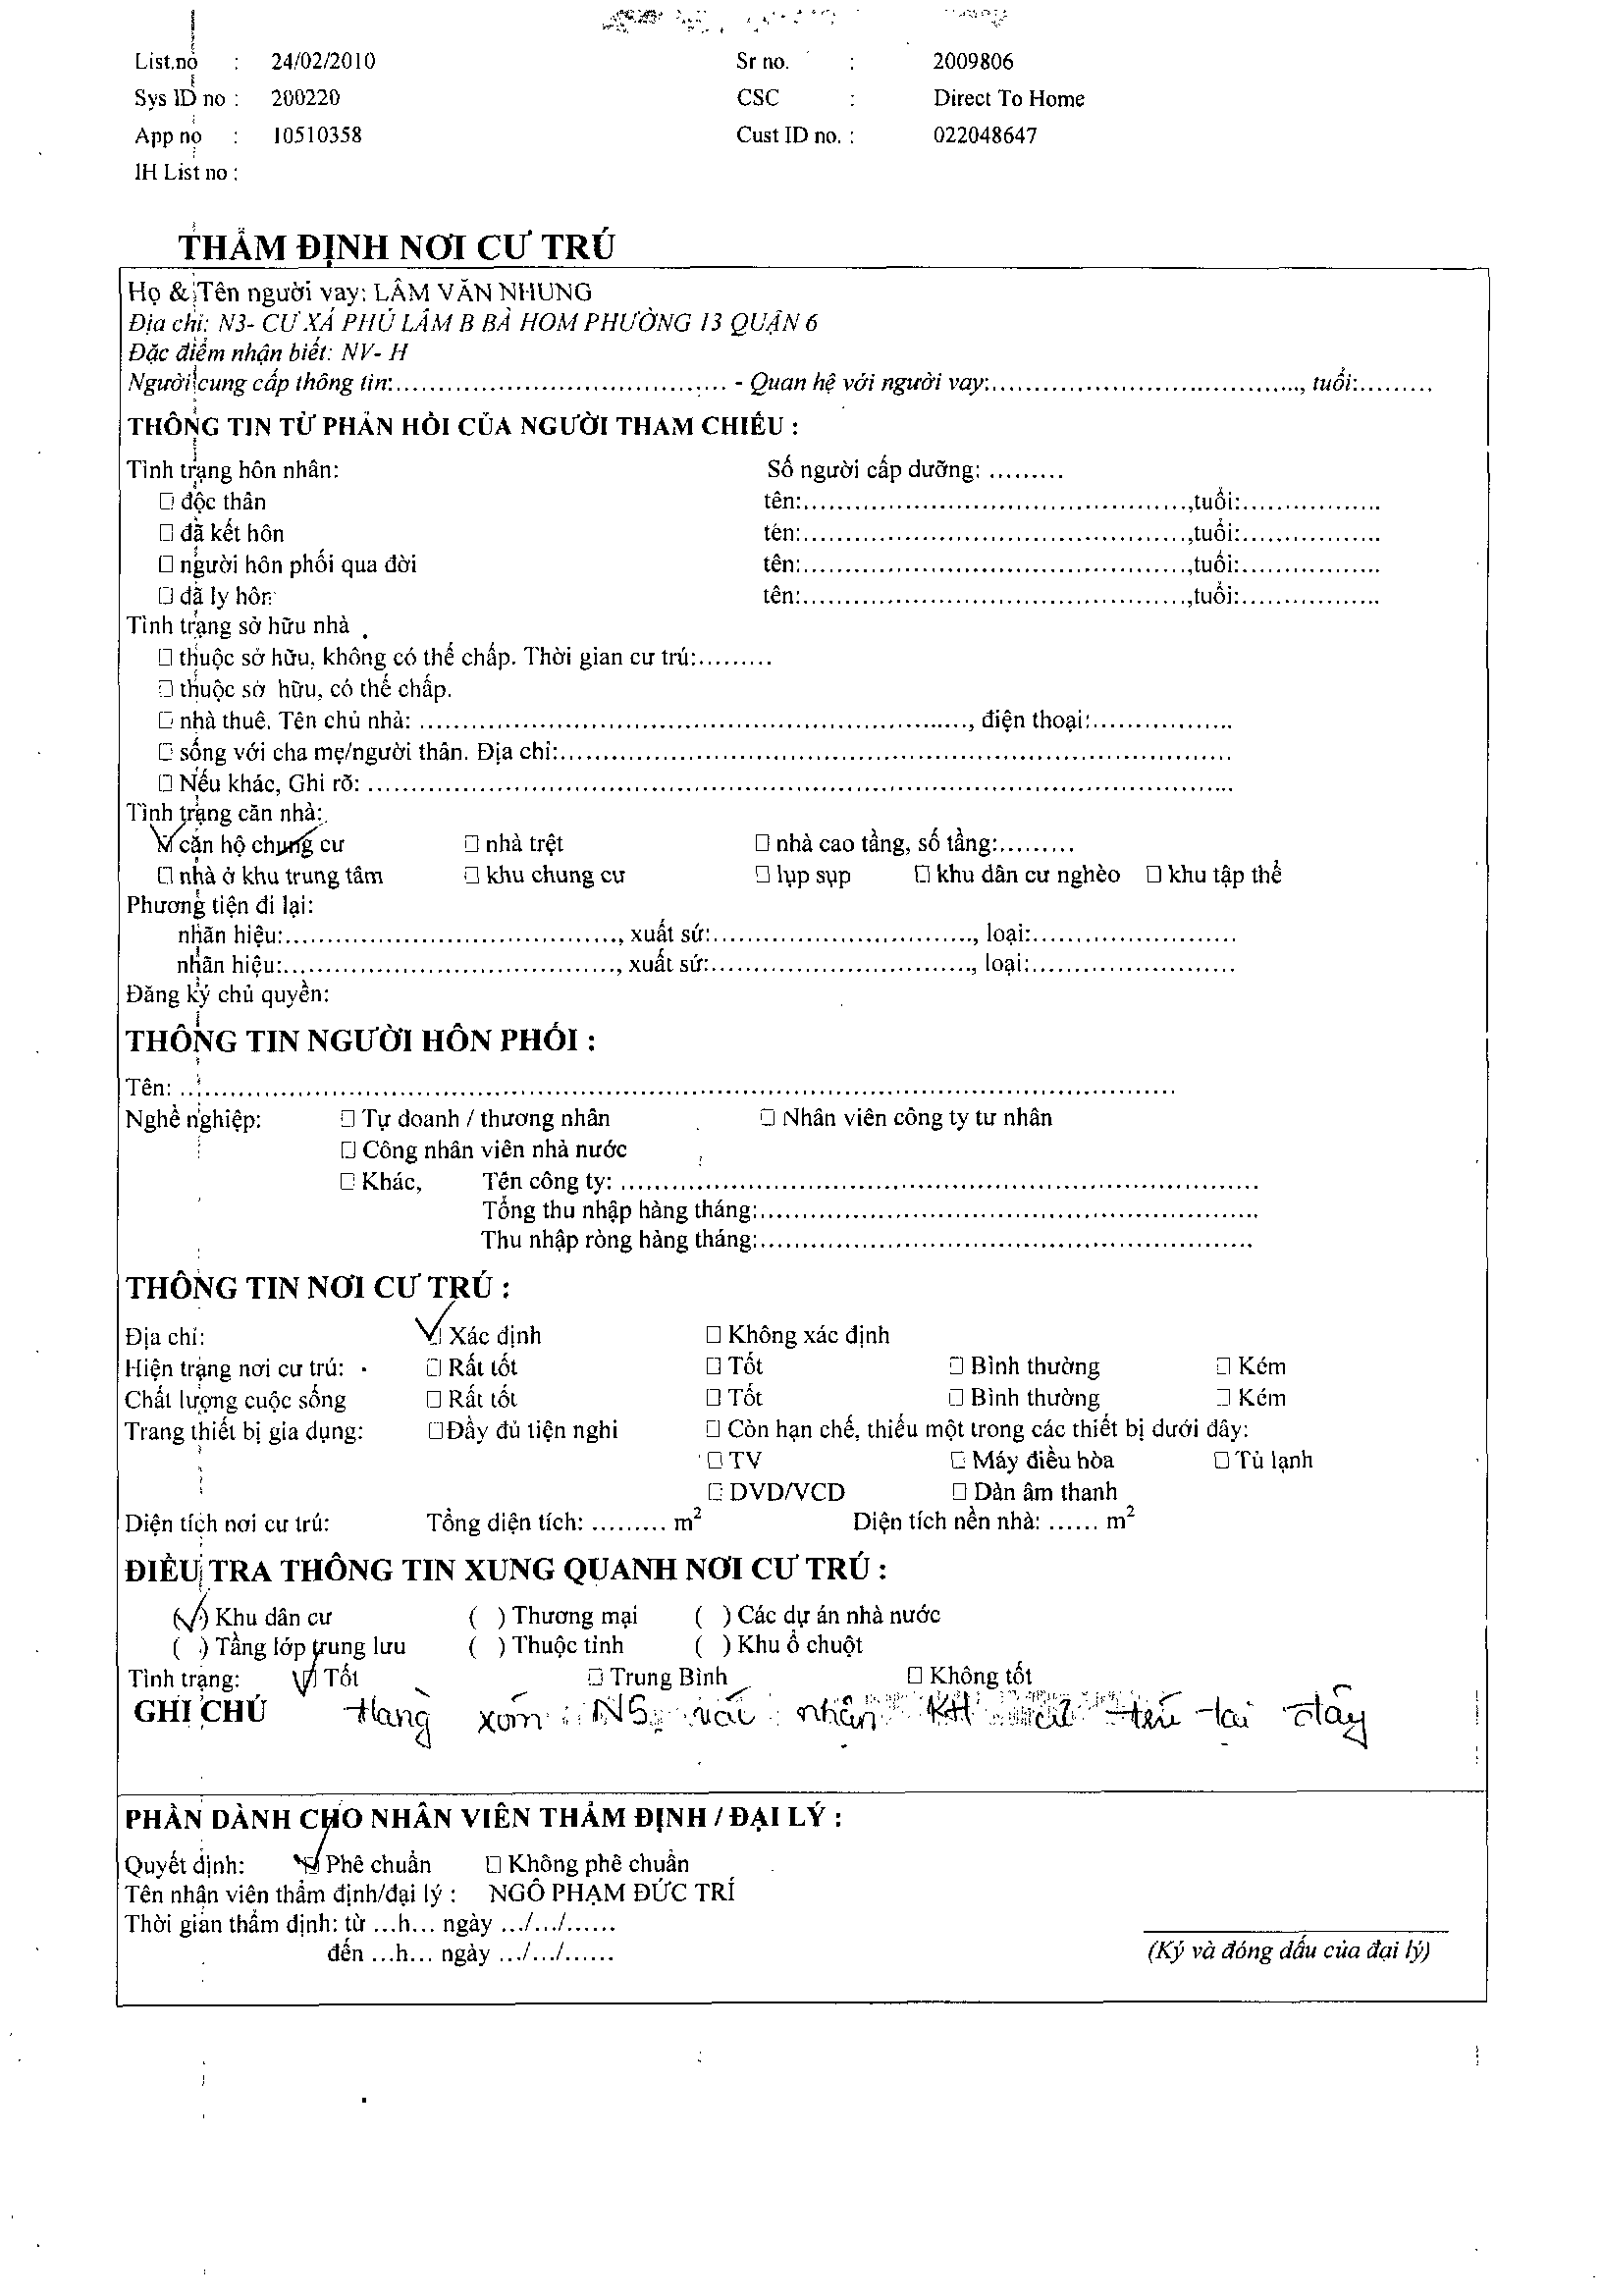 List.no : 24/02/2010 Sr no. : 2009806
Sys ID no : 200220 CSC : Direct To Home
App no : 10510358 Cust ID no. : 022048647
IH List no :
THẨM ĐỊNH NƠI CƯ TRÚ
Họ & Tên người vay: LÂM VĂN NHUNG
Địa chỉ: N3- CƯ XÁ PHÚ LÂM B BÀ HOM PHƯỜNG 13 QUẬN 6
Đặc điểm nhận biết: NV- H
Người cung cấp thông tin:..................................... - Quan hệ với người vay:..................................., tuổi:.........
THÔNG TIN TỪ PHẢN HỒI CỦA NGƯỜI THAM CHIẾU :
Tình trạng hôn nhân: Số người cấp dưỡng: .........
☐ độc thân tên:...........................................,tuổi:................
☐ đã kết hôn tên:...........................................,tuổi:................
☐ người hôn phối qua đời tên:...........................................,tuổi:................
☐ đã ly hôn tên:...........................................,tuổi:................
Tình trạng sở hữu nhà
☐ thuộc sở hữu, không có thế chấp. Thời gian cư trú:.........
☐ thuộc sở hữu, có thế chấp.
☐ nhà thuê. Tên chủ nhà: ..............................................................., điện thoại:................
☐ sống với cha mẹ/người thân. Địa chỉ:.............................................................................
☐ Nếu khác, Ghi rõ: ....................................................................................................
Tình trạng căn nhà:
☑ căn hộ chung cư ☐ nhà trệt ☐ nhà cao tầng, số tầng:.........
☐ nhà ở khu trung tâm ☐ khu chung cư ☐ lụp sụp ☐ khu dân cư nghèo ☐ khu tập thể
Phương tiện đi lại:
nhãn hiệu:......................................, xuất sứ:............................., loại:........................
nhãn hiệu:......................................, xuất sứ:............................., loại:........................
Đăng ký chủ quyền:
THÔNG TIN NGƯỜI HÔN PHỐI :
Tên: ....................................................................................................................
Nghề nghiệp: ☐ Tự doanh / thương nhân ☐ Nhân viên công ty tư nhân
☐ Công nhân viên nhà nước
☐ Khác, Tên công ty: .........................................................................
Tổng thu nhập hàng tháng:.........................................................
Thu nhập ròng hàng tháng:.........................................................
THÔNG TIN NƠI CƯ TRÚ :
Địa chỉ: ☑ Xác định ☐ Không xác định
Hiện trạng nơi cư trú: ☐ Rất tốt ☐ Tốt ☐ Bình thường ☐ Kém
Chất lượng cuộc sống ☐ Rất tốt ☐ Tốt ☐ Bình thường ☐ Kém
Trang thiết bị gia dụng: ☐Đầy đủ tiện nghi ☐ Còn hạn chế, thiếu một trong các thiết bị dưới đây:
☐ TV ☐ Máy điều hòa ☐ Tủ lạnh
☐ DVD/VCD ☐ Dàn âm thanh
Diện tích nơi cư trú: Tổng diện tích: ......... m² Diện tích nền nhà: ...... m²
ĐIỀU TRA THÔNG TIN XUNG QUANH NƠI CƯ TRÚ :
(✓) Khu dân cư ( ) Thương mại ( ) Các dự án nhà nước
( ) Tầng lớp trung lưu ( ) Thuộc tỉnh ( ) Khu ổ chuột
Tình trạng: ☑ Tốt ☐ Trung Bình ☐ Không tốt
GHI CHÚ Hàng xóm NS xác nhận KH tại đây
PHẦN DÀNH CHO NHÂN VIÊN THẨM ĐỊNH / ĐẠI LÝ :
Quyết định: ☑ Phê chuẩn ☐ Không phê chuẩn
Tên nhân viên thẩm định/đại lý : NGÔ PHẠM ĐỨC TRÍ
Thời gian thẩm định: từ ...h... ngày .../.../......
đến ...h... ngày .../.../......
(Ký và đóng dấu của đại lý)